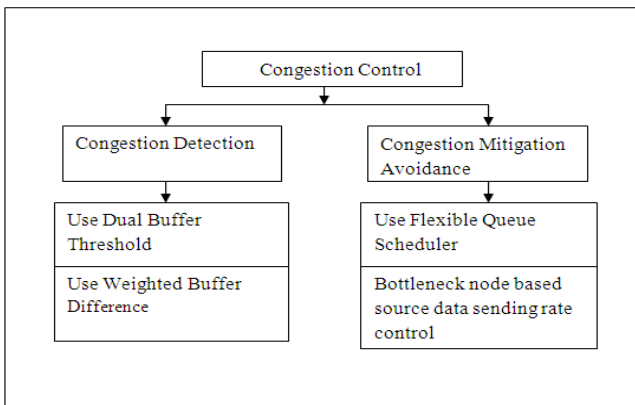 Congestion Control
Congestion Detection
Congestion Mitigation
Avoidance
Use Dual Buffer
Threshold
Use Weighted Buffer
Difference
Use Flexible Queue
Scheduler
Bottleneck node based
source data sending rate
control